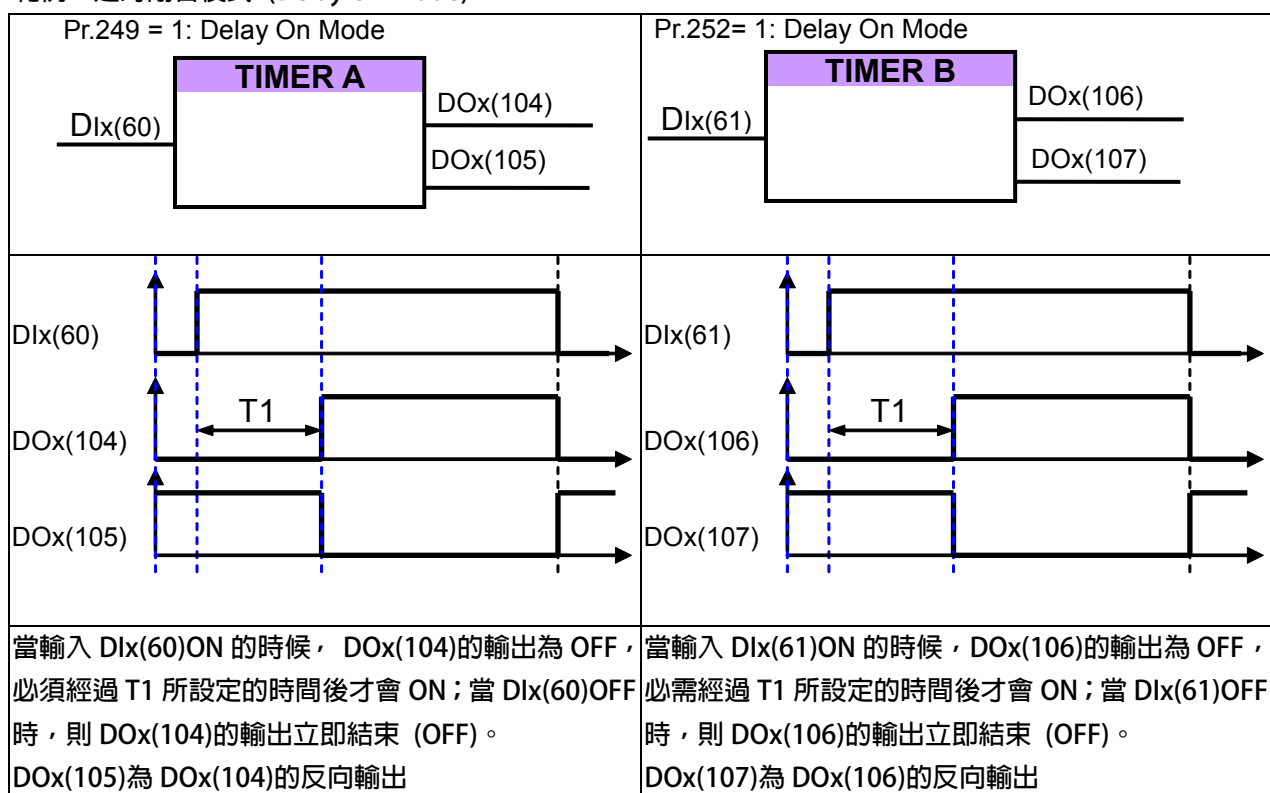 Pr.249 = 1: Delay On Mode
TIMER A
DIx(60)
DOx(104)
DOx(105)
Pr.252= 1: Delay On Mode
TIMER B
DIx(61)
DOx(106)
DOx(107)
DIx(60)
T1
DOx(104)
DOx(105)
DIx(61)
T1
DOx(106)
DOx(107)
當輸入 DIx(60)ON 的時候， DOx(104)的輸出為 OFF，
必須經過 T1 所設定的時間後才會 ON；當 DIx(60)OFF
時，則 DOx(104)的輸出立即結束 (OFF)。
DOx(105)為 DOx(104)的反向輸出
當輸入 DIx(61)ON 的時候，DOx(106)的輸出為 OFF，
必需經過 T1 所設定的時間後才會 ON；當 DIx(61)OFF
時，則 DOx(106)的輸出立即結束 (OFF)。
DOx(107)為 DOx(106)的反向輸出